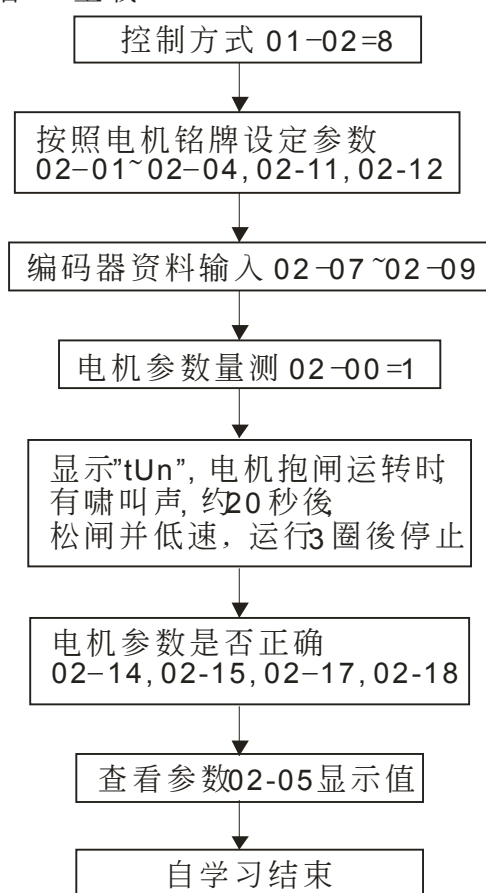 控制方式 01-02=8
按照电机铭牌设定参数
02-01~02-04, 02-11, 02-12
编码器资料输入 02-07~02-09
电机参数量测 02-00=1
显示"tUn", 电机抱闸运转时,
有啸叫声, 约20秒後,
松闸并低速, 运行3圈後停止
电机参数是否正确
02-14, 02-15, 02-17, 02-18
查看参数02-05显示值
自学习结束